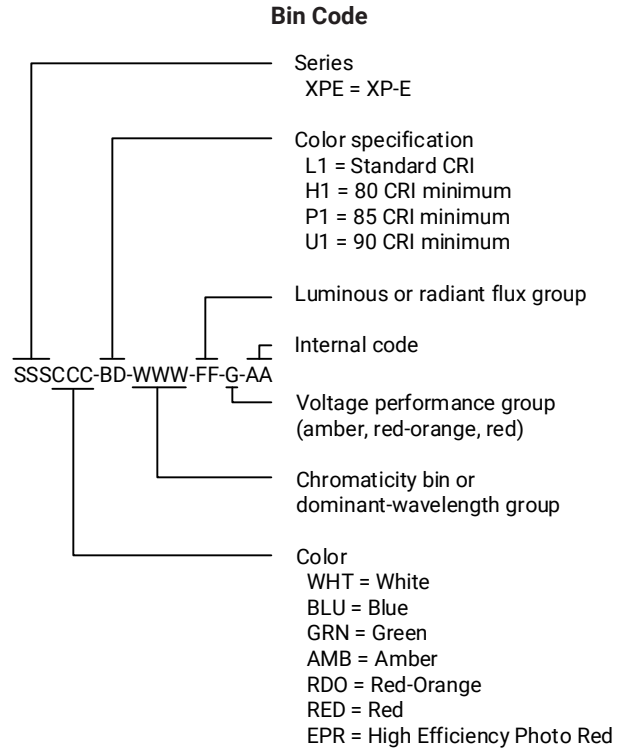 Bin Code
Series
XPE = XP-E
Color specification
L1 = Standard CRI
H1 = 80 CRI minimum
P1 = 85 CRI minimum
U1 = 90 CRI minimum
Luminous or radiant flux group
Internal code
SSSCCC-BD-WWW-FF-G-AA
Voltage performance group
(amber, red-orange, red)
Chromaticity bin or
dominant-wavelength group
Color
WHT = White
BLU = Blue
GRN = Green
AMB = Amber
RDO = Red-Orange
RED = Red
EPR = High Efficiency Photo Red